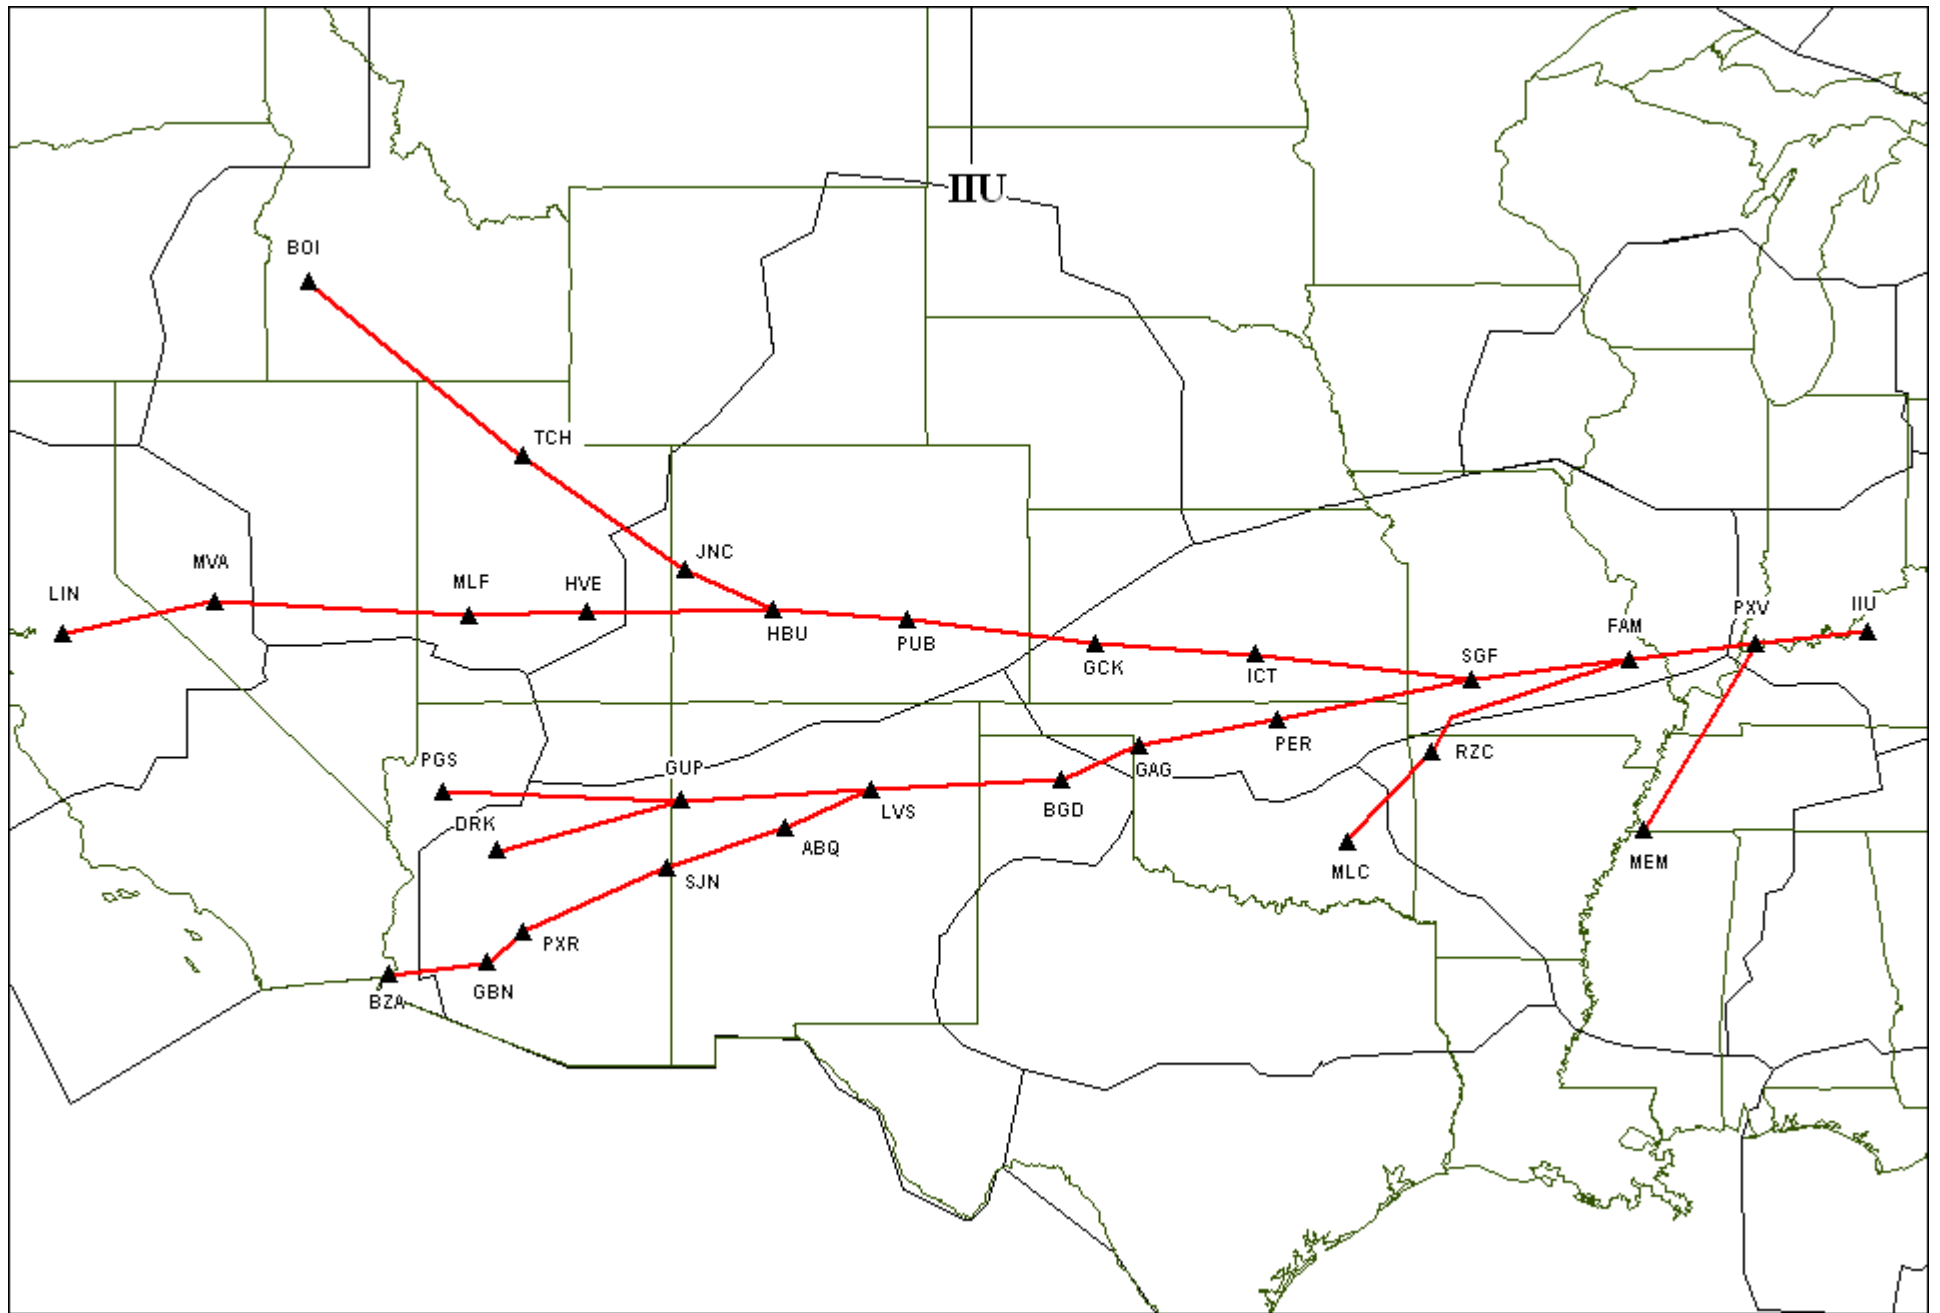 IIU
BOI
TCH
JNC
MVA
MLF
HVE
LIN
HBU
PUB
GCK
ICT
SGF
FAM
PXV
IIU
PER
RZC
PGS
GUP
GAG
DRK
LVS
BGD
ABQ
MLC
MEM
SJN
PXR
BZA
GBN